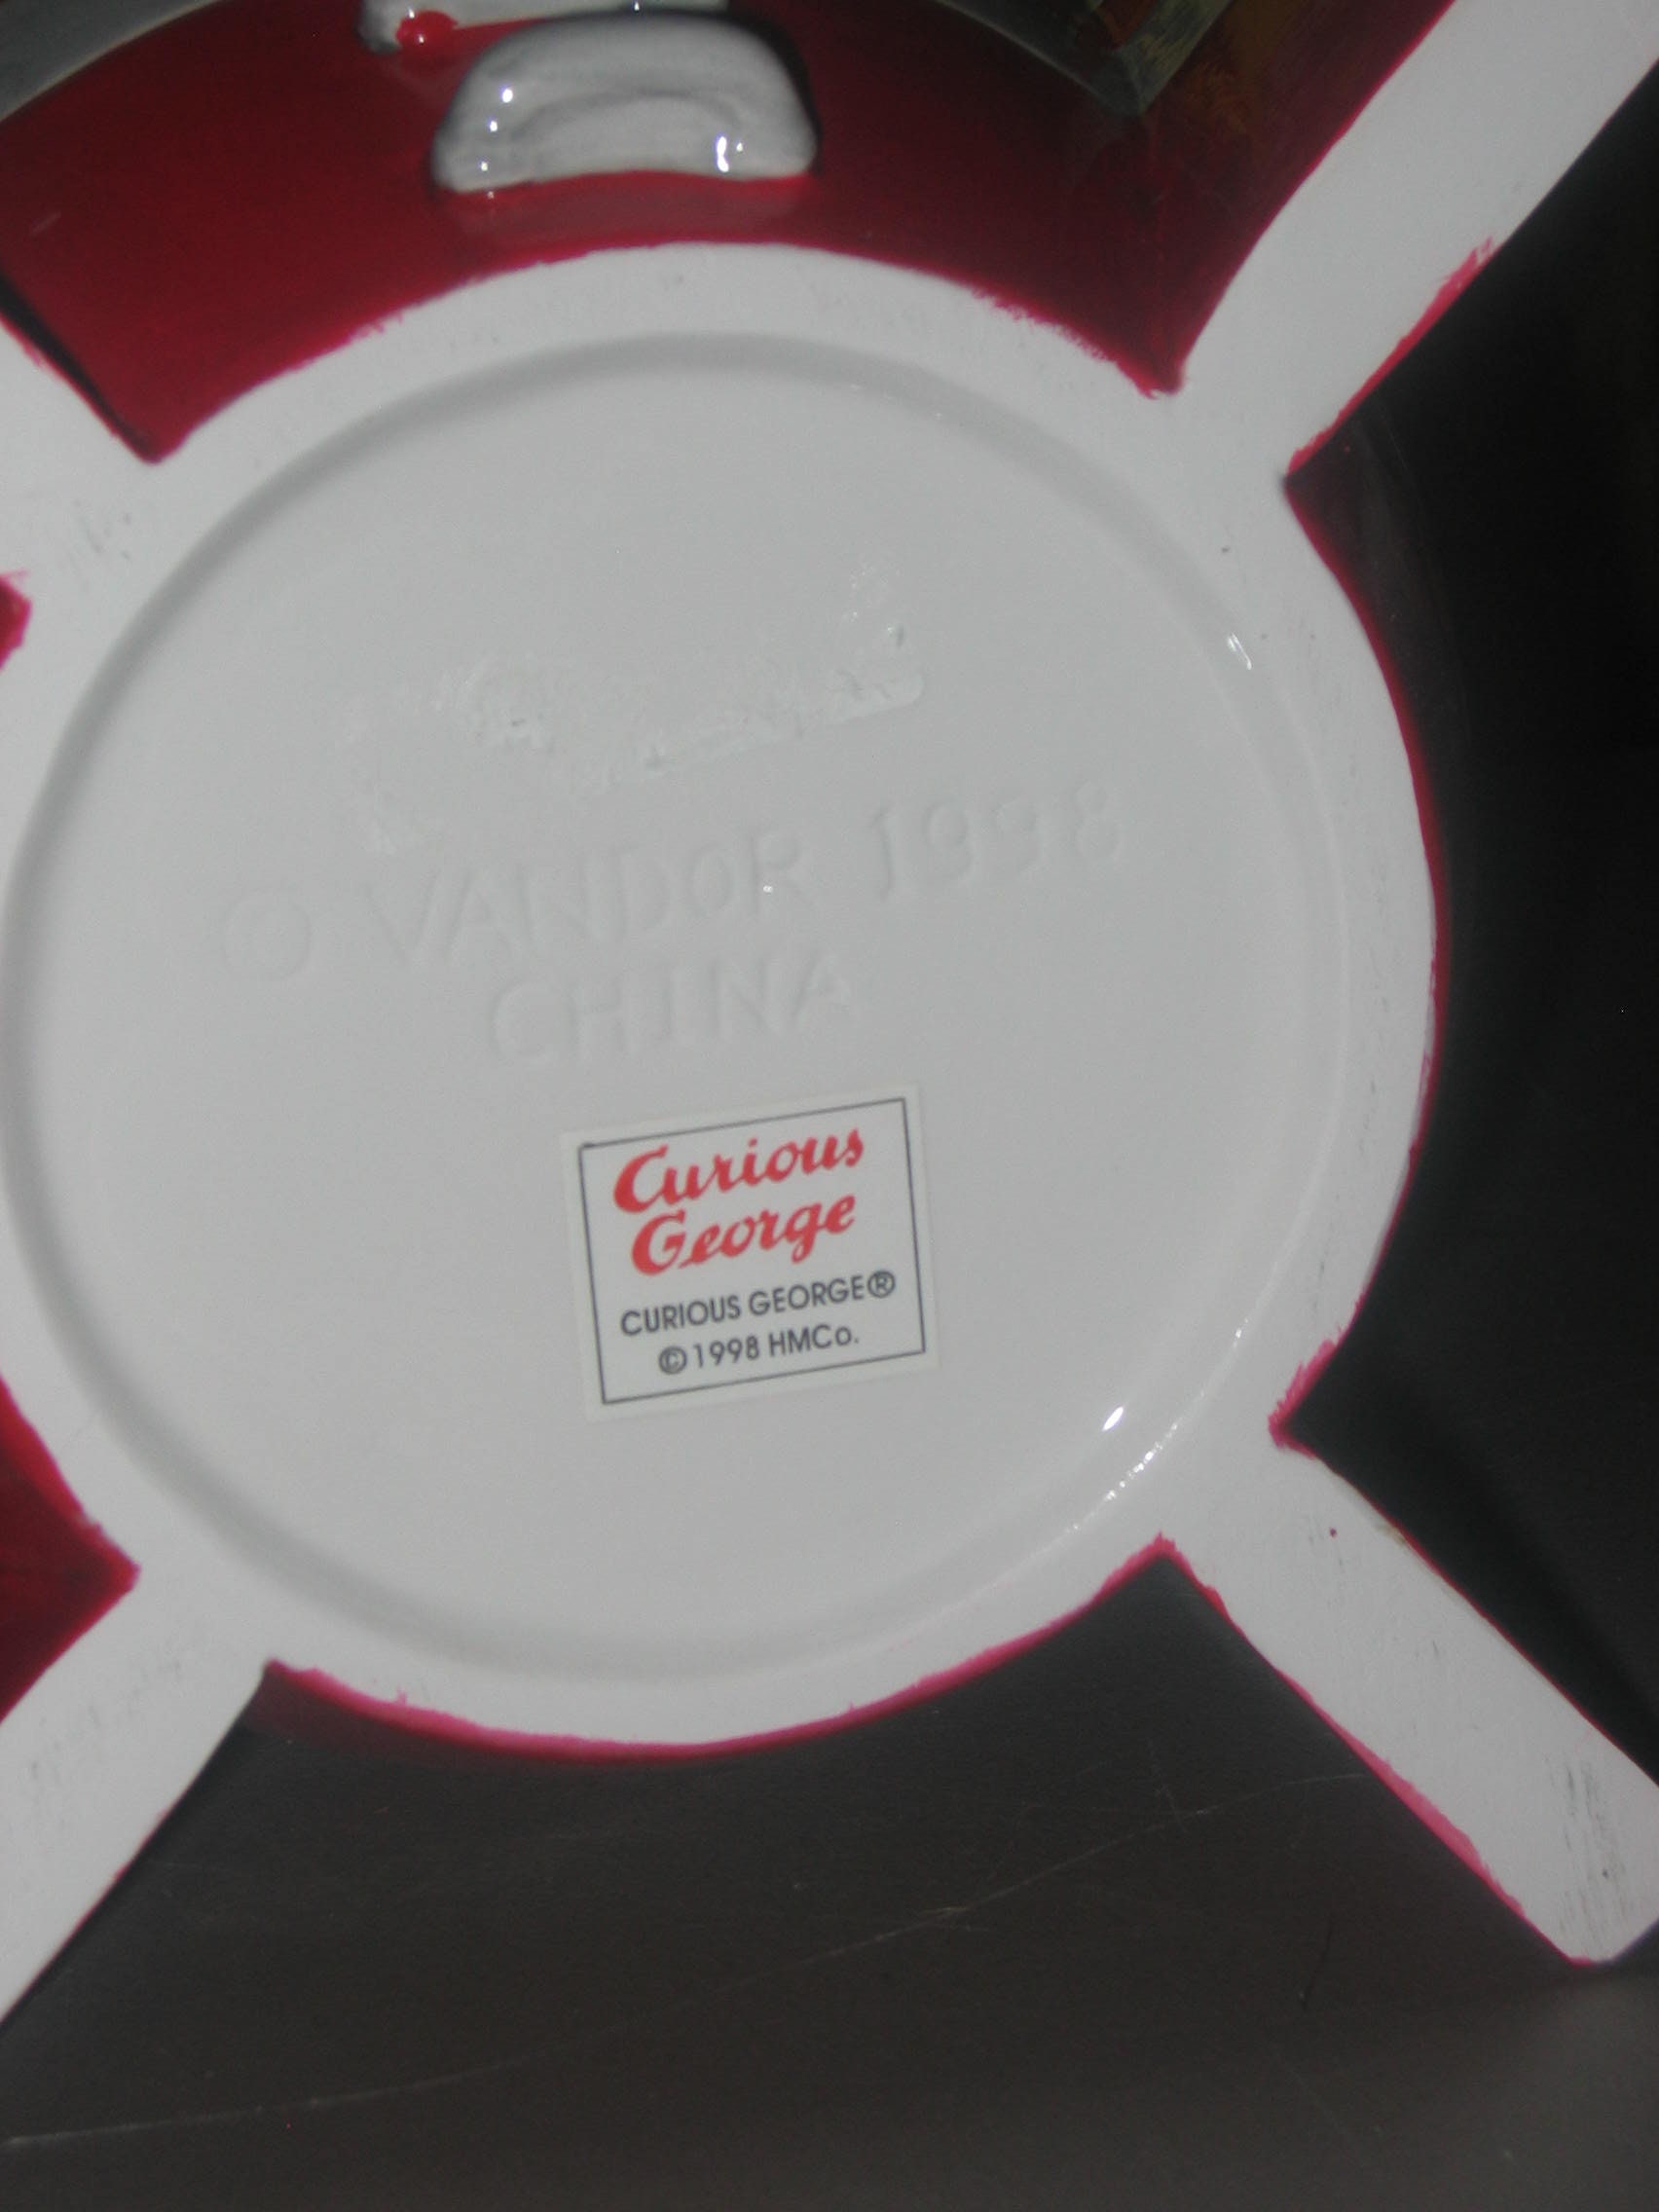 © VANDOR 1998
CHINA
Curious
George
CURIOUS GEORGE®
©1998 HMCo.